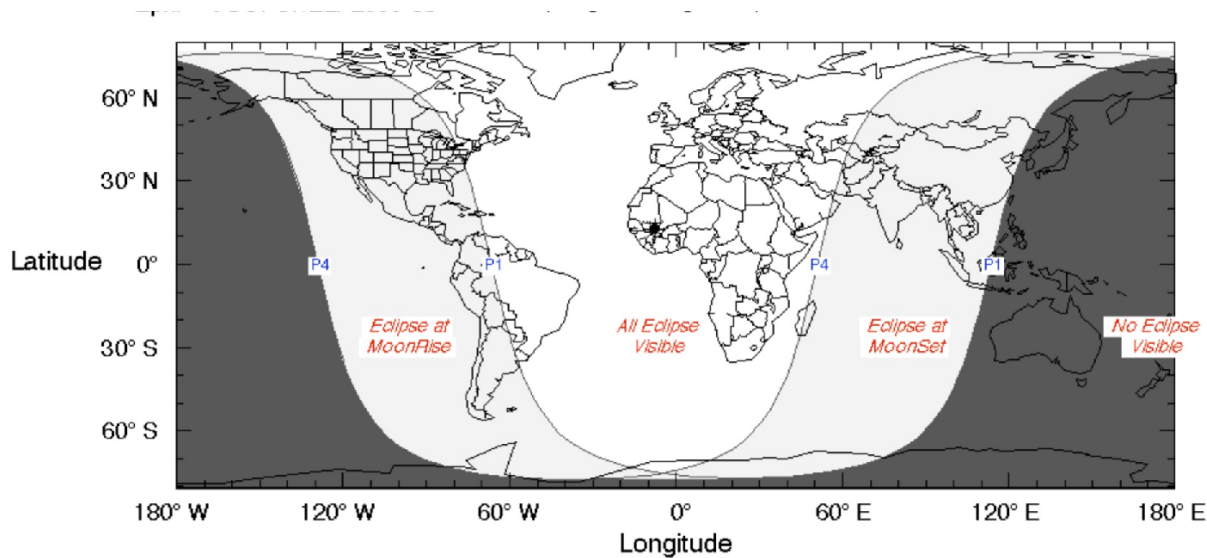 60° N
30° N
Latitude 0°
30° S
60° S
P4
P1
P4
P1
Eclipse at
MoonRise
All Eclipse
Visible
Eclipse at
MoonSet
No Eclipse
Visible
180° W 120° W 60° W 0° 60° E 120° E 180° E
Longitude